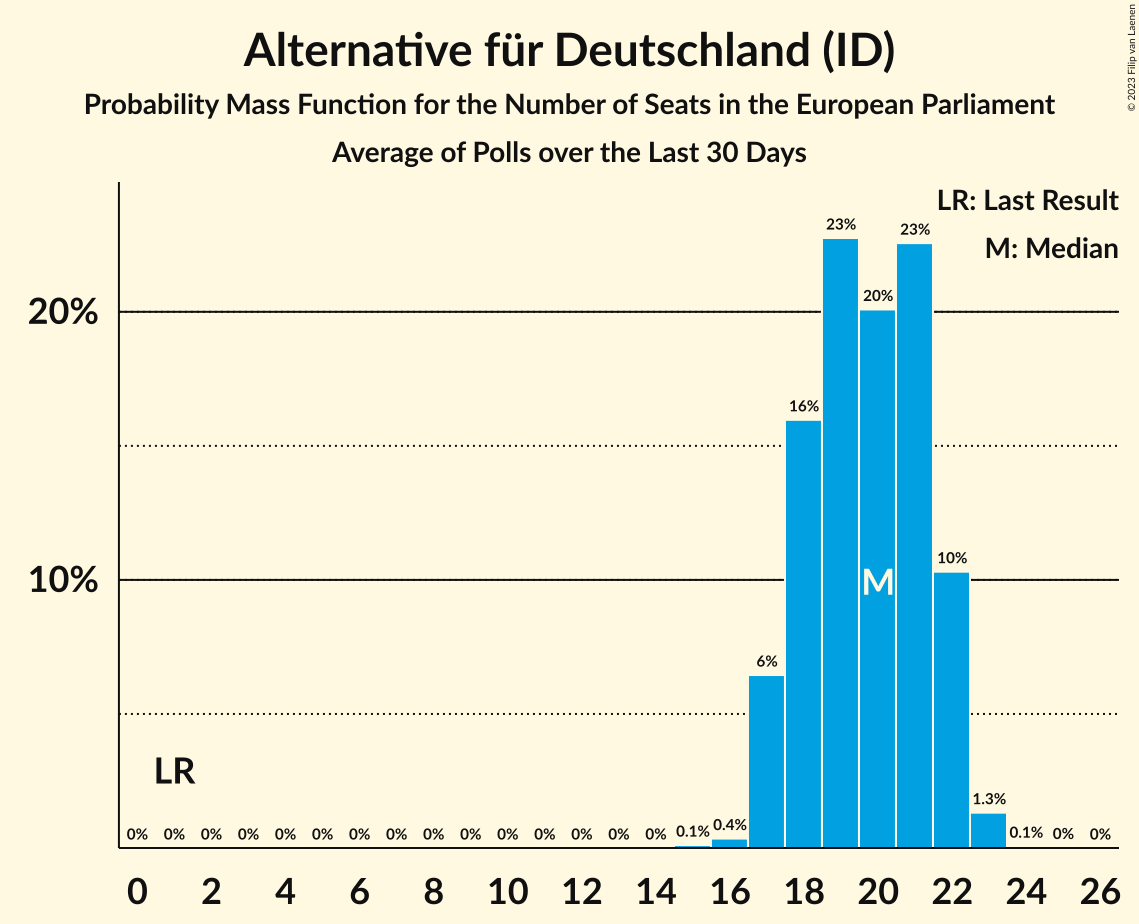 Alternative für Deutschland (ID)
Probability Mass Function for the Number of Seats in the European Parliament
Average of Polls over the Last 30 Days
© 2023 Filip van Laenen
LR: Last Result
M: Median
23%
23%
20%
20%
16%
10%
10%
M
6%
LR
0% 0% 0% 0% 0% 0% 0% 0% 0% 0% 0% 0% 0% 0% 0% 0.1% 0.4% 1.3% 0.1% 0% 0%
0 2 4 6 8 10 12 14 16 18 20 22 24 26